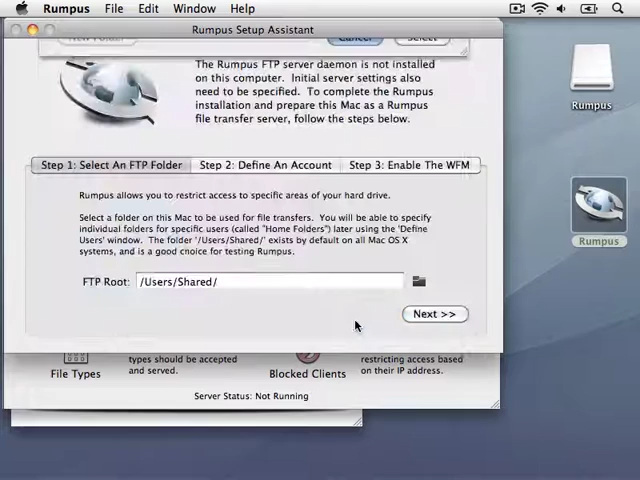 Rumpus File Edit Window Help
Rumpus Setup Assistant
New Folder Cancel Select
The Rumpus FTP server daemon is not installed
on this computer. Initial server settings also
need to be specified. To complete the Rumpus
installation and prepare this Mac as a Rumpus
file transfer server, follow the steps below.
Step 1: Select An FTP Folder Step 2: Define An Account Step 3: Enable The WFM
Rumpus allows you to restrict access to specific areas of your hard drive.
Select a folder on this Mac to be used for file transfers. You will be able to specify
individual folders for specific users (called "Home Folders") later using the 'Define
Users' window. The folder '/Users/Shared/' exists by default on all Mac OS X
systems, and is a good choice for testing Rumpus.
FTP Root: /Users/Shared/
Next >>
types should be accepted
and served.
File Types
restricting access based
on their IP address.
Blocked Clients
Server Status: Not Running
Rumpus
Rumpus